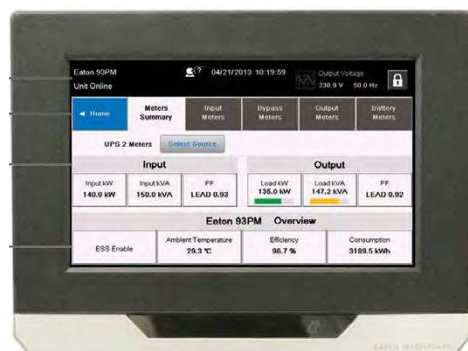 Eaton 93PM
Unit Online
04/21/2013 10:19:59
Output Voltage
230.9 V 50.0 Hz
◄ Home
Meters Summary
Input Meters
Bypass Meters
Output Meters
Battery Meters
UPS 2 Meters
Select Source
Input
Output
Input kW
140.0 kW
Input kVA
150.0 kVA
PF
LEAD 0.93
Load kW
135.0 kW
Load kVA
147.2 kVA
PF
LEAD 0.92
Eaton 93PM Overview
ESS Enable
Ambient Temperature
29.3 °C
Efficiency
96.7 %
Consumption
3189.5 kWh